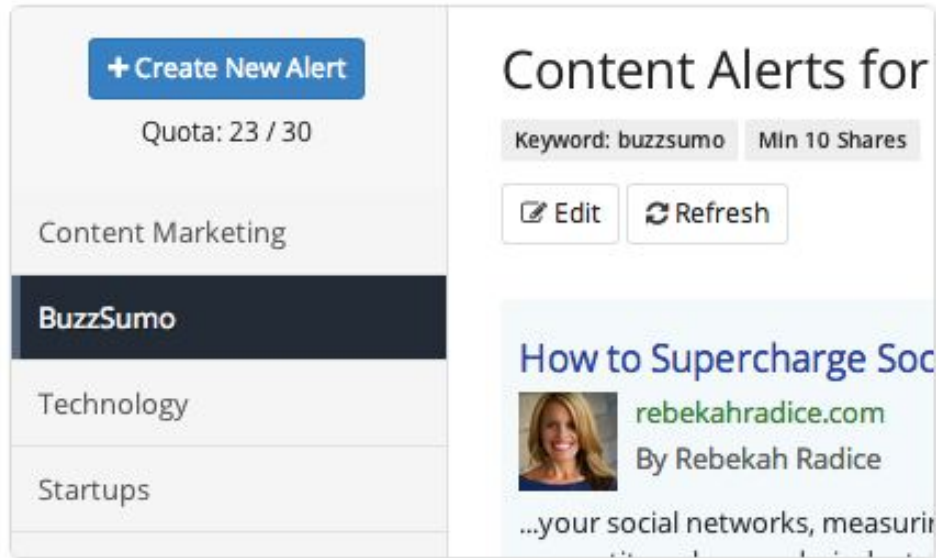 + Create New Alert
Quota: 23 / 30
Content Marketing
BuzzSumo
Technology
Startups
Content Alerts for
Keyword: buzzsumo Min 10 Shares
Edit Refresh
How to Supercharge Soc
rebekahradice.com
By Rebekah Radice
...your social networks, measurin